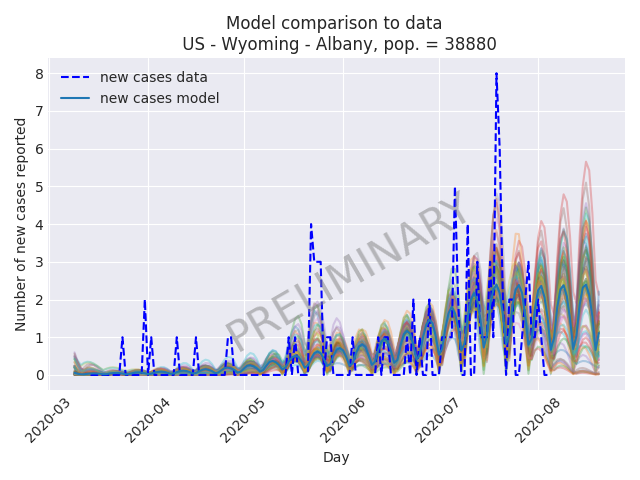 Model comparison to data
US - Wyoming - Albany, pop. = 38880
8
7
6
5
4
3
2
1
0
Number of new cases reported
new cases data
new cases model
PRELIMINARY
2020-03
2020-04
2020-05
2020-06
2020-07
2020-08
Day